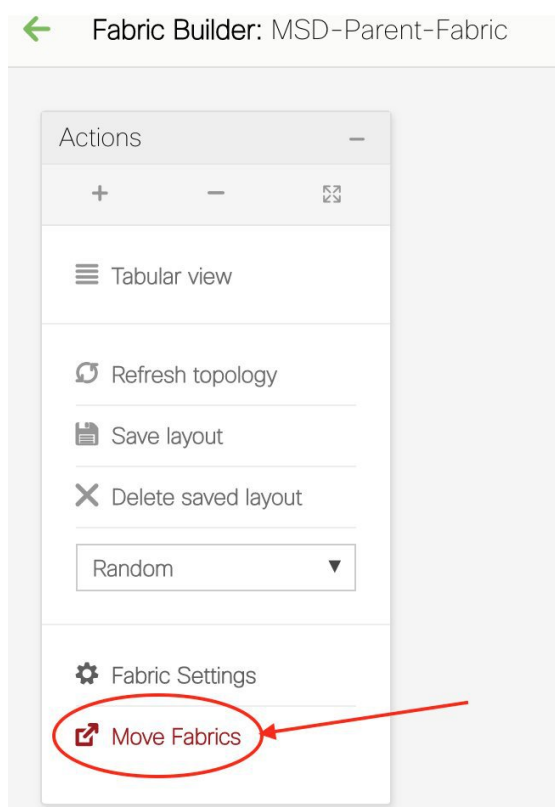 Fabric Builder: MSD-Parent-Fabric
Actions
Tabular view
Refresh topology
Save layout
Delete saved layout
Random
Fabric Settings
Move Fabrics